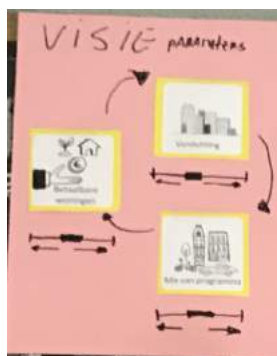 VISIE parameters
Verdichting
Betaalbare
woningen
Mix van programma